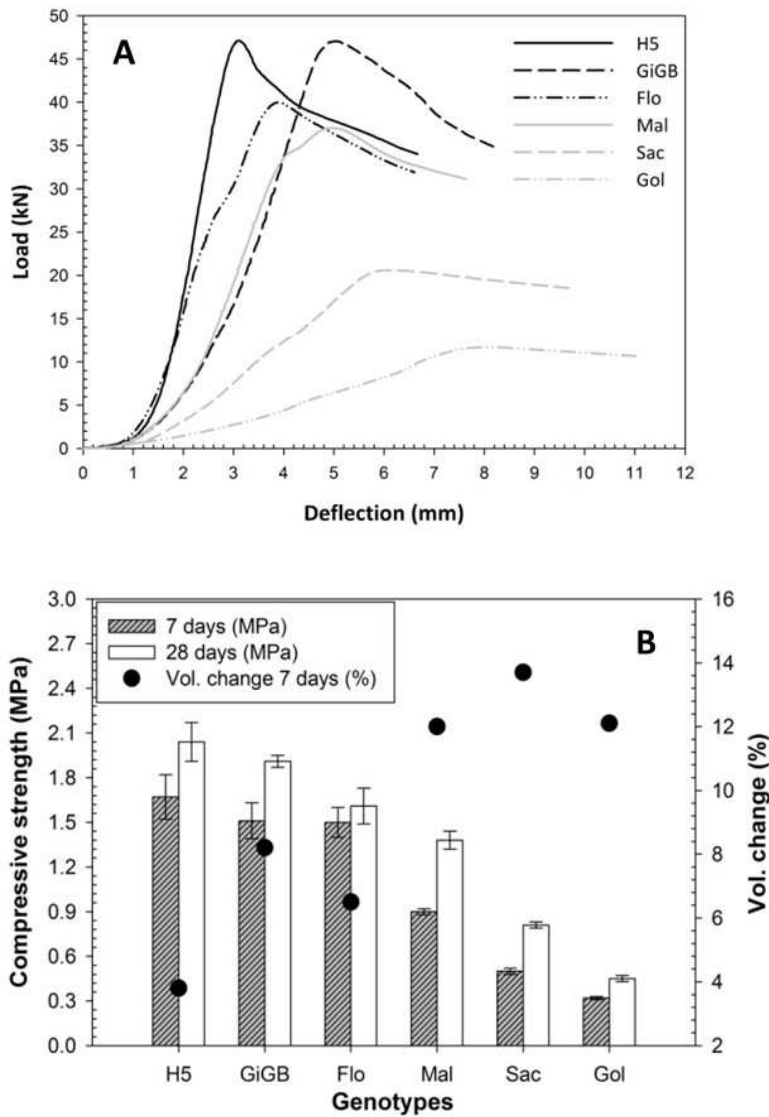 A
H5
GiGB
Flo
Mal
Sac
Gol
50
45
40
35
30
25
20
15
10
5
0
Load (kN)
0 1 2 3 4 5 6 7 8 9 10 11 12
Deflection (mm)
B
7 days (MPa)
28 days (MPa)
Vol. change 7 days (%)
3.0
2.7
2.4
2.1
1.8
1.5
1.2
0.9
0.6
0.3
0.0
Compressive strength (MPa)
16
14
12
10
8
6
4
2
Vol. change (%)
H5 GiGB Flo Mal Sac Gol
Genotypes